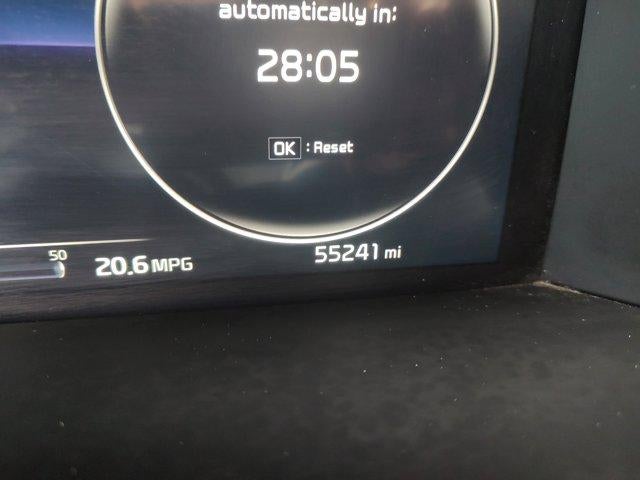 automatically in:
28:05
OK : Reset
50
20.6 MPG
55241 mi